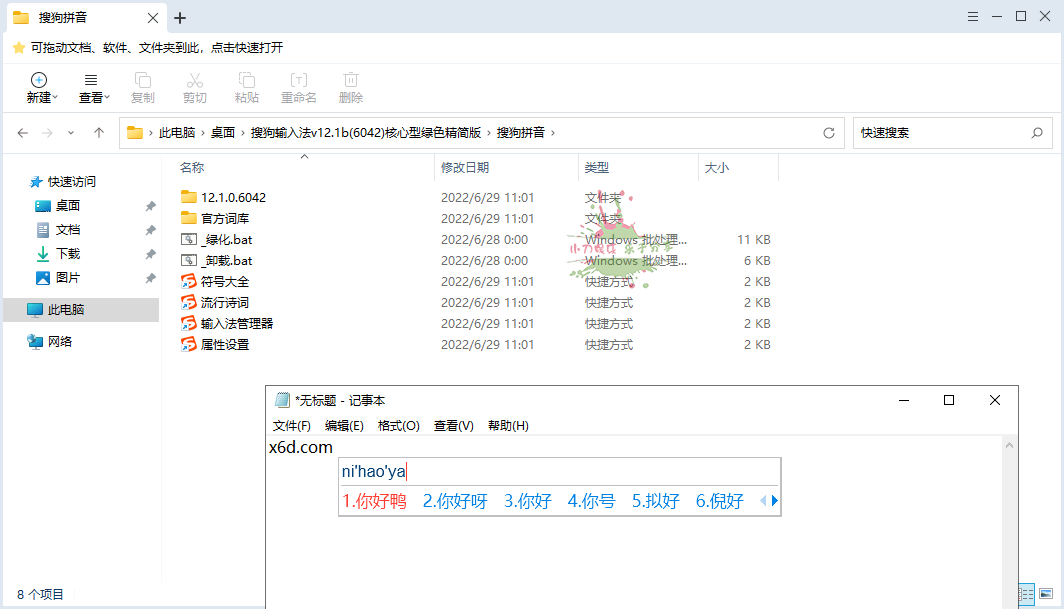 搜狗拼音
可拖动文档、软件、文件夹到此，点击快速打开
新建 查看 复制 剪切 粘贴 重命名 删除
此电脑 › 桌面 › 搜狗输入法v12.1b(6042)核心型绿色精简版 › 搜狗拼音 ›
快速搜索
名称 修改日期 类型 大小
快速访问
桌面
文档
下载
图片
此电脑
网络
12.1.0.6042 2022/6/29 11:01 文件夹
官方词库 2022/6/29 11:01 文件夹
_绿化.bat 2022/6/28 0:00 Windows 批处理... 11 KB
_卸载.bat 2022/6/28 0:00 Windows 批处理... 6 KB
符号大全 2022/6/29 11:01 快捷方式 2 KB
流行诗词 2022/6/29 11:01 快捷方式 2 KB
输入法管理器 2022/6/29 11:01 快捷方式 2 KB
属性设置 2022/6/29 11:01 快捷方式 2 KB
*无标题 - 记事本
文件(F) 编辑(E) 格式(O) 查看(V) 帮助(H)
x6d.com
ni'hao'ya
1.你好鸭 2.你好呀 3.你好 4.你号 5.拟好 6.倪好
8 个项目